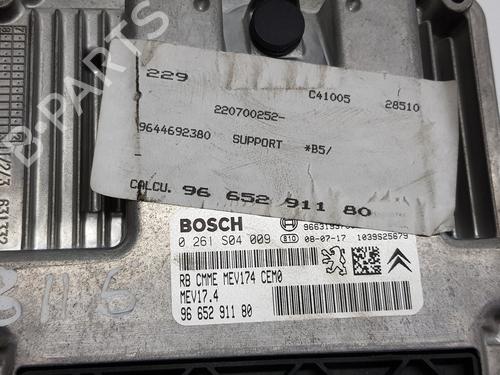 B-PARTS
229
C41005
28510
220700252-
9644692380 SUPPORT *B5/
CALCU. 96 652 911 80
BOSCH
0 261 S04 009 810 08-07-17 1039S25679
RB CMME MEV174 CEM0
MEV17.4
96 652 911 80